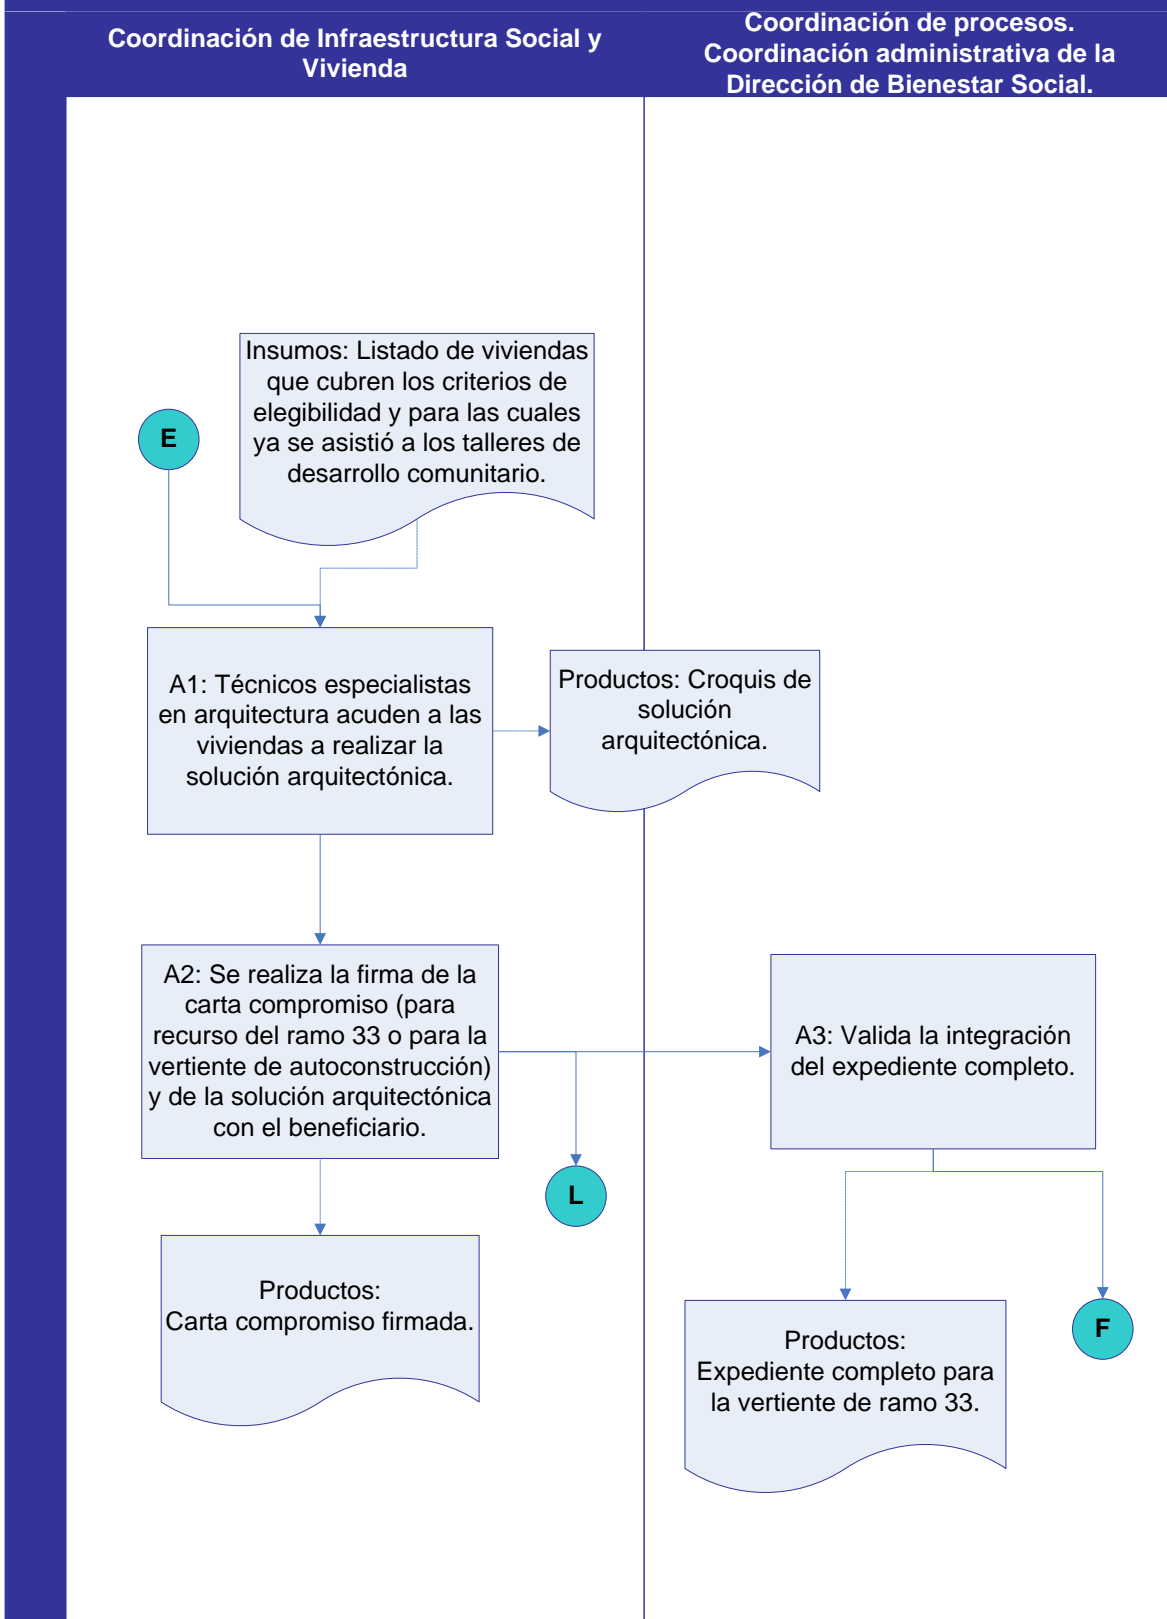 Coordinación de Infraestructura Social y
Vivienda
Coordinación de procesos.
Coordinación administrativa de la
Dirección de Bienestar Social.
Insumos: Listado de viviendas
que cubren los criterios de
elegibilidad y para las cuales
ya se asistió a los talleres de
desarrollo comunitario.
E
A1: Técnicos especialistas
en arquitectura acuden a las
viviendas a realizar la
solución arquitectónica.
Productos: Croquis de
solución
arquitectónica.
A2: Se realiza la firma de la
carta compromiso (para
recurso del ramo 33 o para la
vertiente de autoconstrucción)
y de la solución arquitectónica
con el beneficiario.
A3: Valida la integración
del expediente completo.
L
Productos:
Carta compromiso firmada.
Productos:
Expediente completo para
la vertiente de ramo 33.
F